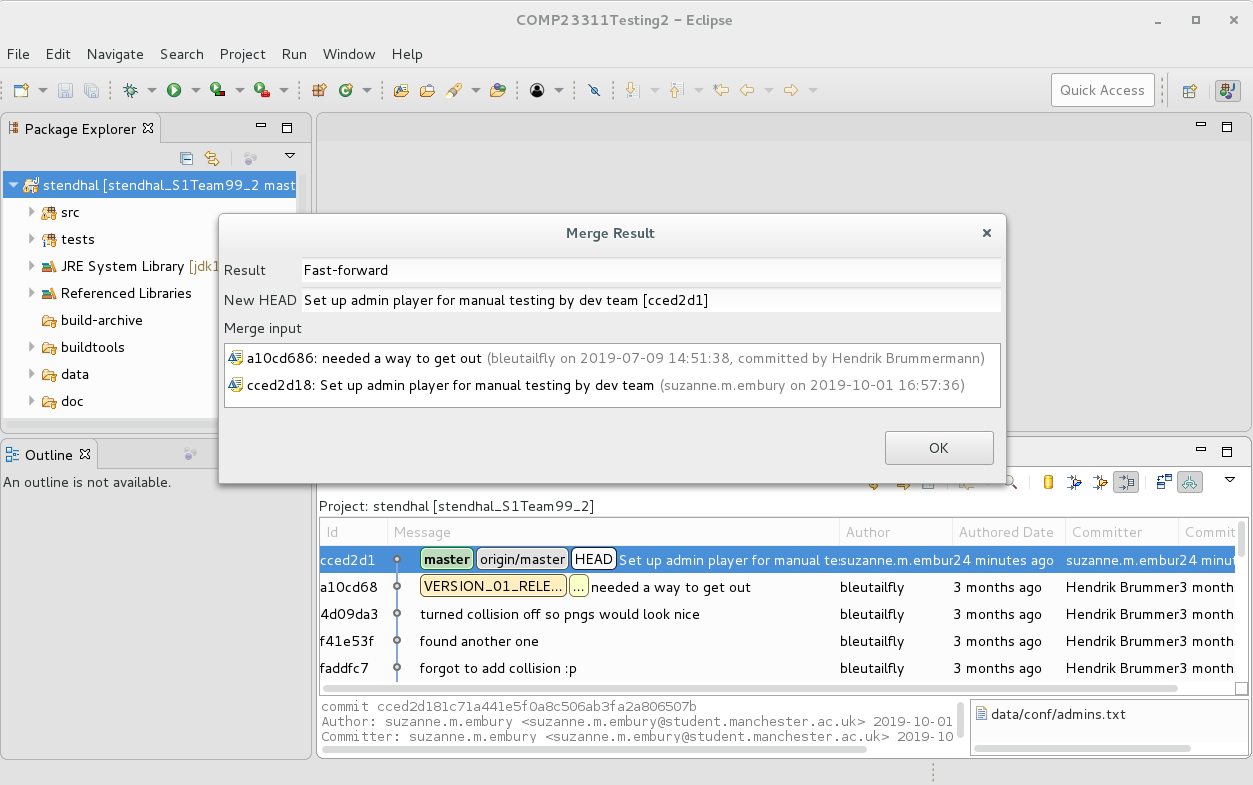 COMP23311Testing2 - Eclipse
File Edit Navigate Search Project Run Window Help
Quick Access
Package Explorer
stendhal [stendhal_S1Team99_2 mast
src
tests
JRE System Library [jdk1
Referenced Libraries
build-archive
buildtools
data
doc
Merge Result
Result Fast-forward
New HEAD Set up admin player for manual testing by dev team [cced2d1]
Merge input
a10cd686: needed a way to get out (bleutailfly on 2019-07-09 14:51:38, committed by Hendrik Brummermann)
cced2d18: Set up admin player for manual testing by dev team (suzanne.m.embury on 2019-10-01 16:57:36)
OK
Outline
An outline is not available.
Project: stendhal [stendhal_S1Team99_2]
Id Message Author Authored Date Committer Commit
cced2d1 master origin/master HEAD Set up admin player for manual te suzanne.m.embur 24 minutes ago suzanne.m.embur 24 minut
a10cd68 VERSION_01_RELE... ... needed a way to get out bleutailfly 3 months ago Hendrik Brummer 3 month
4d09da3 turned collision off so pngs would look nice bleutailfly 3 months ago Hendrik Brummer 3 month
f41e53f found another one bleutailfly 3 months ago Hendrik Brummer 3 month
faddfc7 forgot to add collision :p bleutailfly 3 months ago Hendrik Brummer 3 month
commit cced2d181c71a441e5f0a8c506ab3fa2a806507b
Author: suzanne.m.embury <suzanne.m.embury@student.manchester.ac.uk> 2019-10-01
Committer: suzanne.m.embury <suzanne.m.embury@student.manchester.ac.uk> 2019-10
data/conf/admins.txt